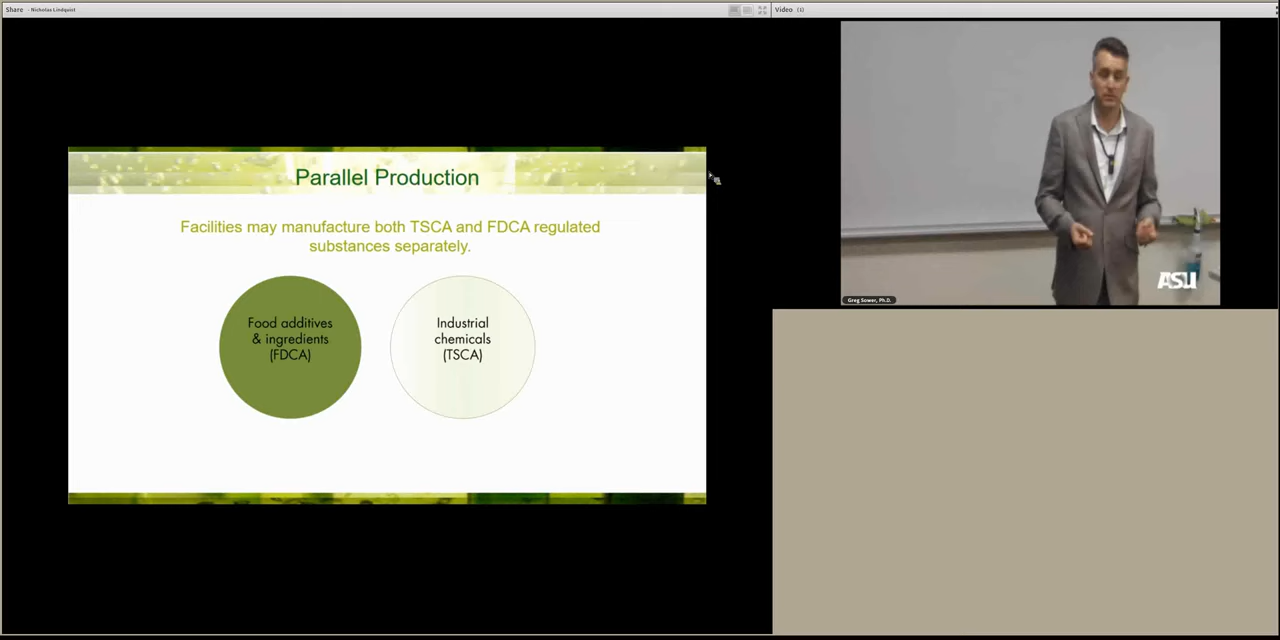 Share - Nicholas Lindquist
Video (1)
Parallel Production
Facilities may manufacture both TSCA and FDCA regulated
substances separately.
Food additives
& ingredients
(FDCA)
Industrial
chemicals
(TSCA)
ASU
Greg Sower, Ph.D.